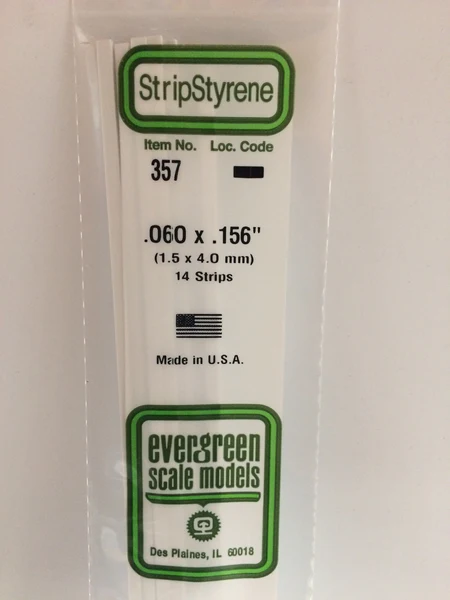 StripStyrene
Item No. Loc. Code
357
.060 x .156"
(1.5 x 4.0 mm)
14 Strips
Made in U.S.A.
evergreen
scale models
Des Plaines, IL 60018